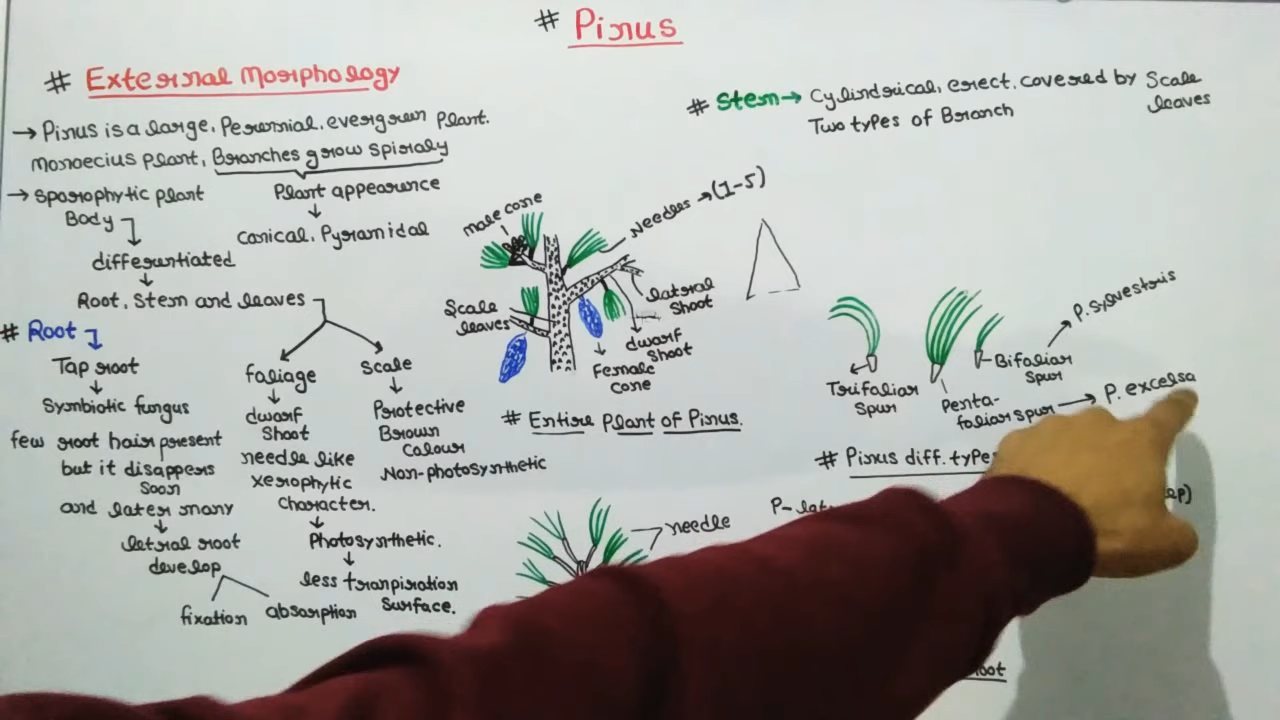 # Pinus
# External Morphology
→ Pinus is a large, Perennial, evergreen plant.
monoecius plant, Branches grow spiraly
Plant appearance
↓
Conical, Pyramidal
→ Sporophytic plant
Body
↓
differentiated
↓
Root, Stem and leaves
# Root
Tap root
↓
Symbiotic fungus
few root hair present
but it disappers
soon
and later many
↓
letral root
develop
fixation
absorption
foliage
↓
dwarf
Shoot
needle like
xerophytic
character.
↓
Photosynthetic.
↓
less tranpiration
Surface.
Scale
↓
Protective
Brown
Colour
Non-photosynthetic
male cone
Needles → (1-5)
Scale
leaves
latral
Shoot
dwarf
Shoot
Female
cone
# Entire Plant of Pinus.
needle
# Stem → Cylindrical, erect, covered by Scale
leaves
Two types of Branch
Trifoliar
Spur
Penta-
foliar spur → P. excelsa
Bifoliar
Spur
P. sylvestris
# Pinus diff. types